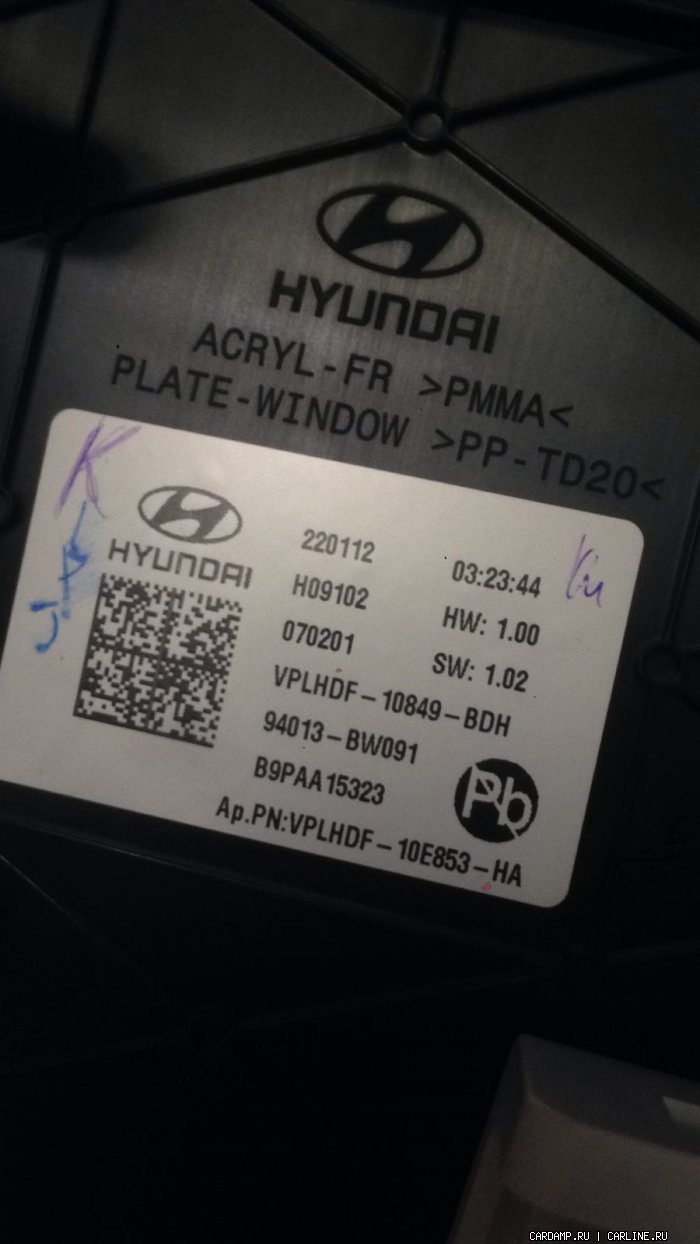 HYUNDAI
ACRYL-FR >PMMA<
PLATE-WINDOW >PP-TD20<
K
HYUNDAI
220112 03:23:44
H09102 HW: 1.00
070201 SW: 1.02
VPLHDF-10849-BDH
94013-BW091
B9PAA15323
Pb
Ap.PN:VPLHDF-10E853-HA
CARDAMP.RU | CARLINE.RU